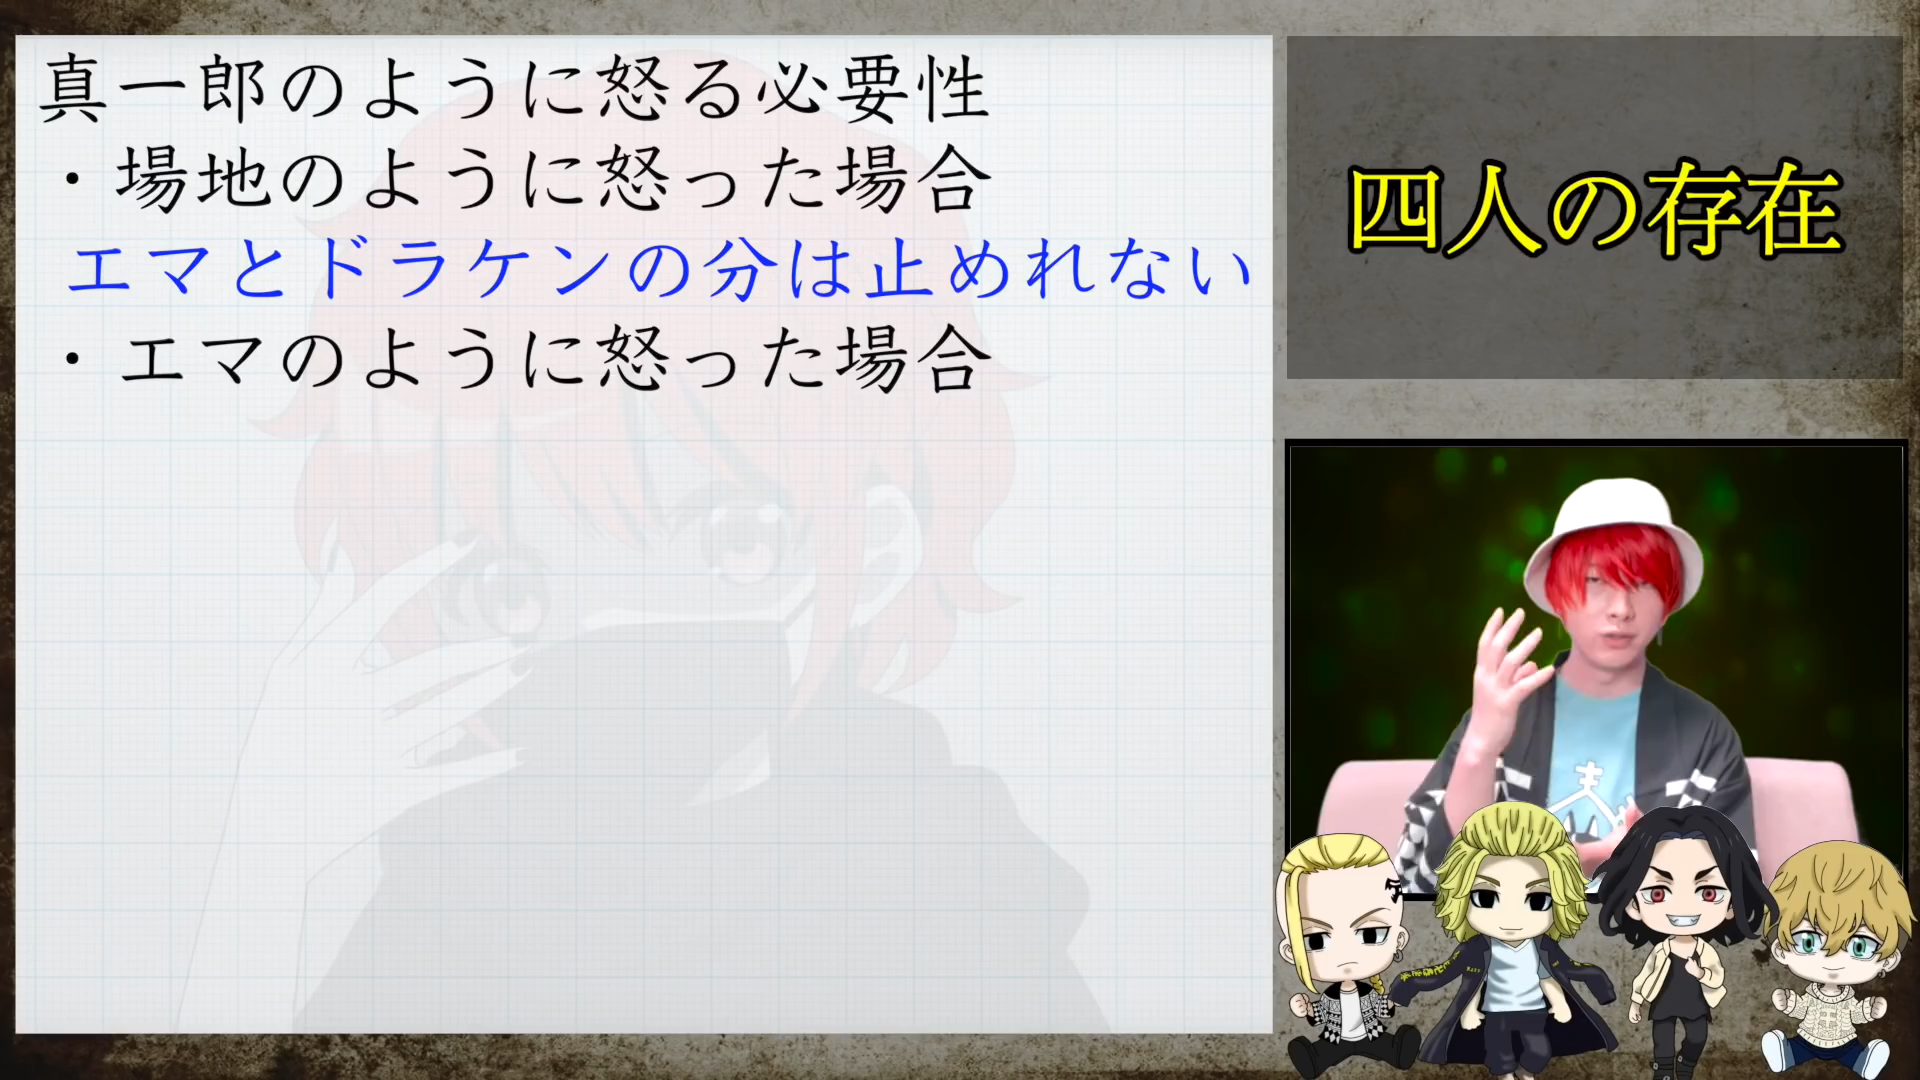 真一郎のように怒る必要性
・場地のように怒った場合
エマとドラケンの分は止めれない
・エマのように怒った場合
四人の存在